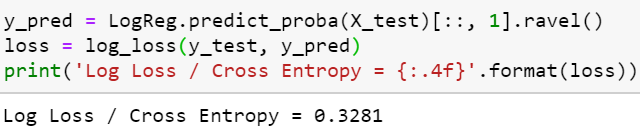 y_pred = LogReg.predict_proba(X_test)[::, 1].ravel()
loss = log_loss(y_test, y_pred)
print('Log Loss / Cross Entropy = {:.4f}'.format(loss))
Log Loss / Cross Entropy = 0.3281